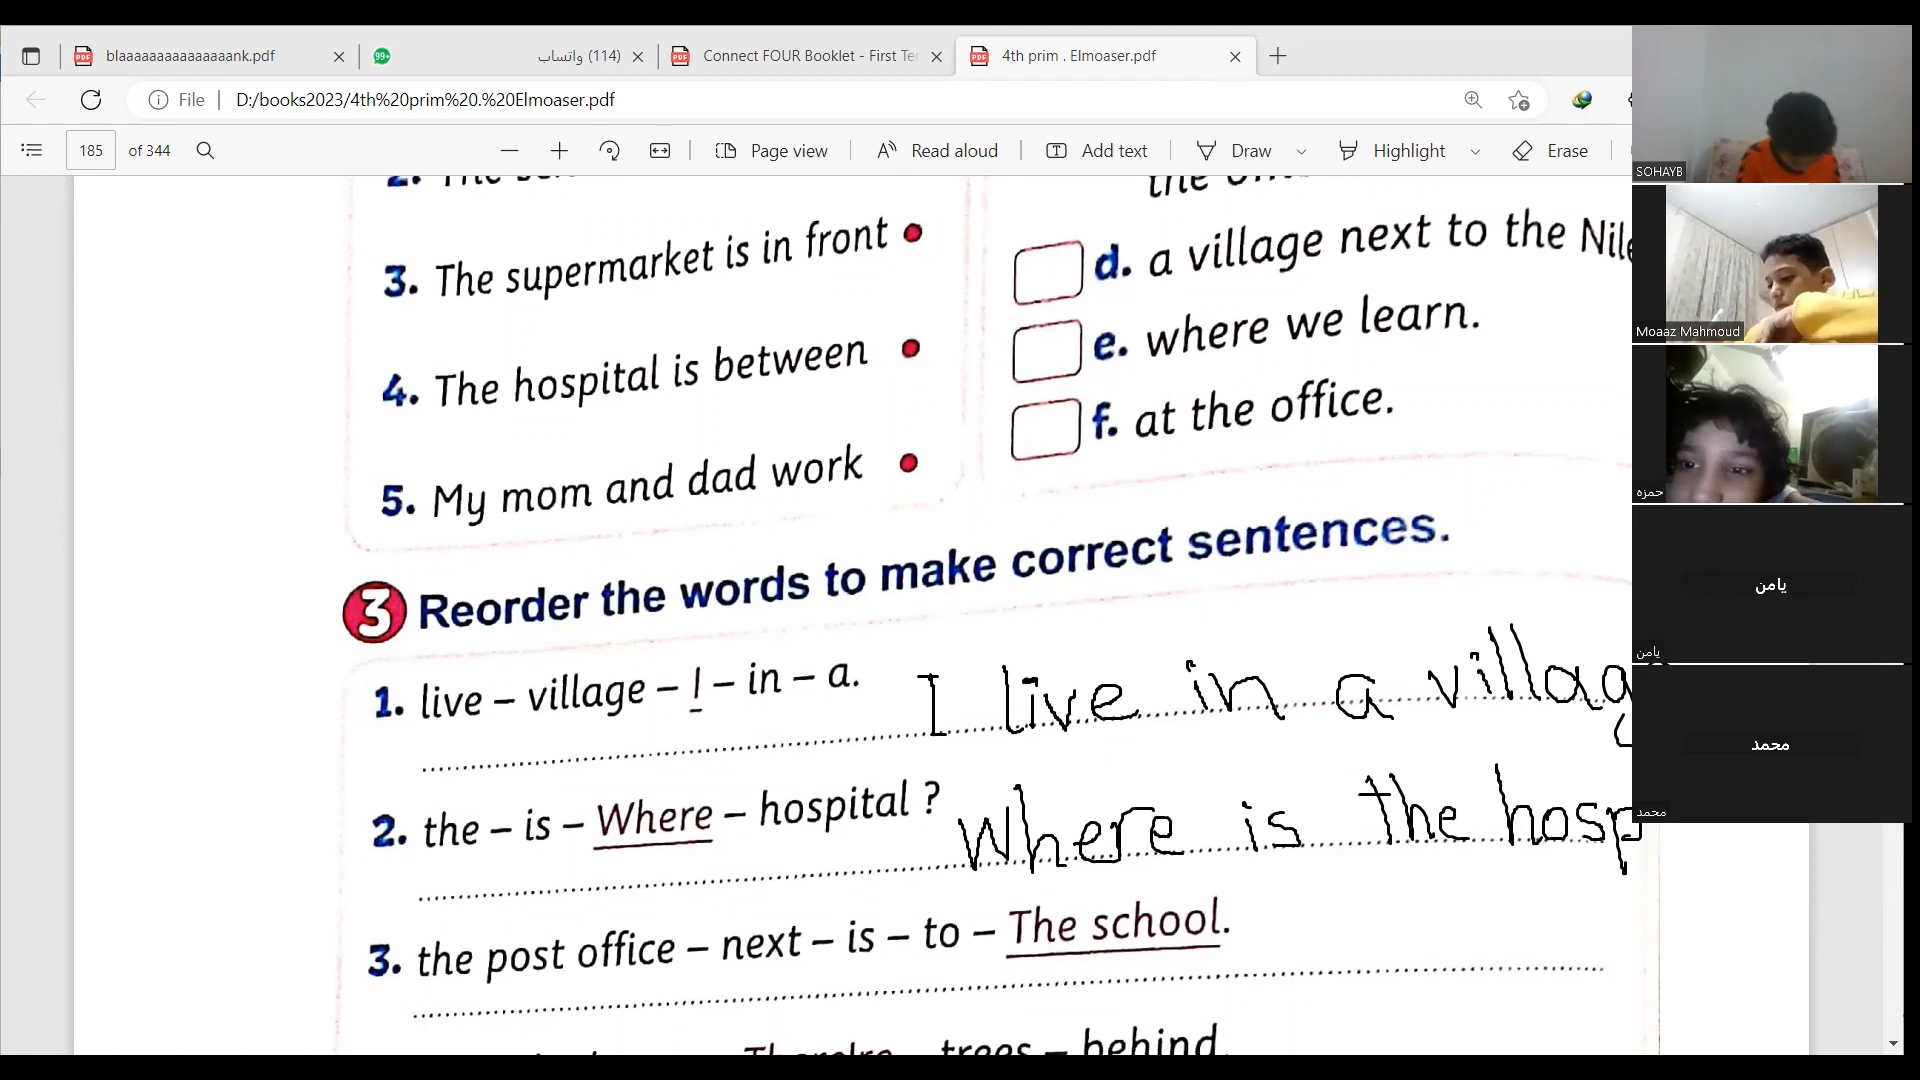 blaaaaaaaaaaaaaaaank.pdf
99+
(114) واتساب
Connect FOUR Booklet - First Te
4th prim . Elmoaser.pdf
File
D:/books2023/4th%20prim%20.%20Elmoaser.pdf
185 of 344
Page view
Read aloud
Add text
Draw
Highlight
Erase
2. The
the
3. The supermarket is in front
d. a village next to the Nile
4. The hospital is between
e. where we learn.
f. at the office.
5. My mom and dad work
3 Reorder the words to make correct sentences.
1. live – village – I – in – a.
I live in a villag
2. the – is – Where – hospital ?
Where is the hosp
3. the post office – next – is – to – The school.
trees – behind.
SOHAYB
Moaaz Mahmoud
حمزه
يامن
يامن
محمد
محمد